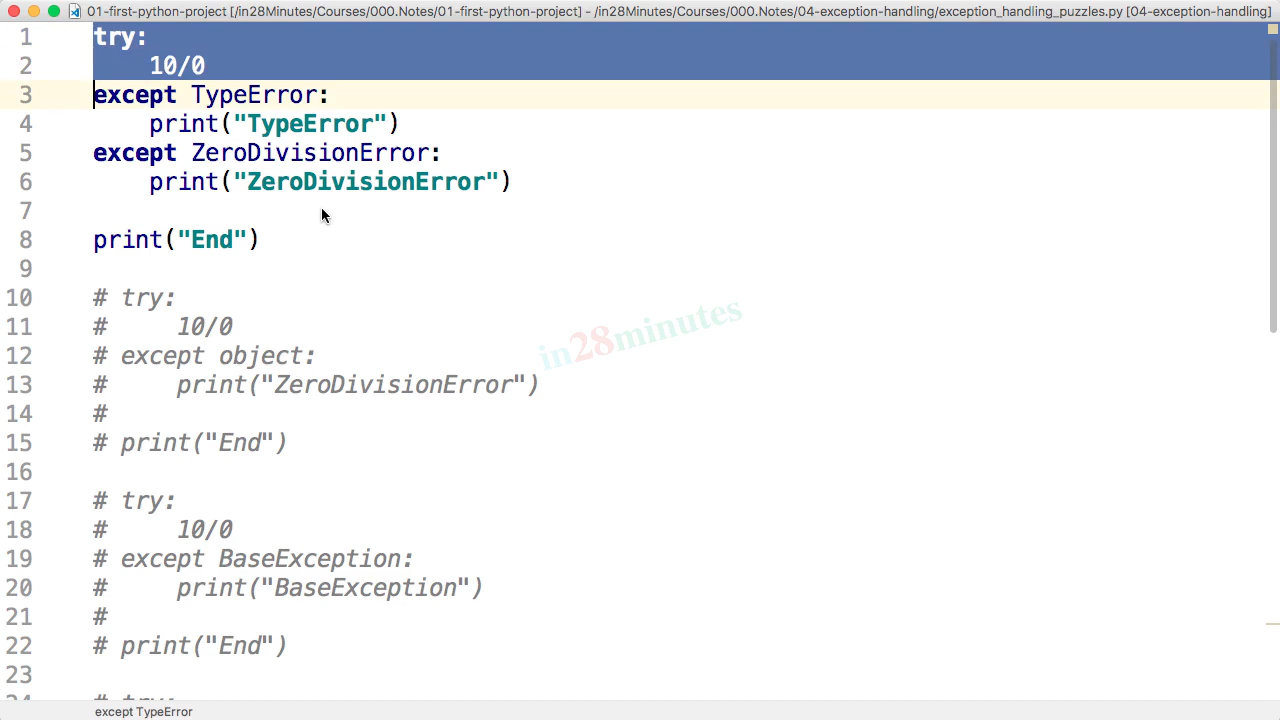 01-first-python-project [/in28Minutes/Courses/000.Notes/01-first-python-project] - /in28Minutes/Courses/000.Notes/04-exception-handling/exception_handling_puzzles.py [04-exception-handling]
1 try:
2     10/0
3 except TypeError:
4     print("TypeError")
5 except ZeroDivisionError:
6     print("ZeroDivisionError")
7
8 print("End")
9
10 # try:
11 #     10/0
12 # except object:
13 #     print("ZeroDivisionError")
14 #
15 # print("End")
16
17 # try:
18 #     10/0
19 # except BaseException:
20 #     print("BaseException")
21 #
22 # print("End")
23
24 # try:
in28minutes
except TypeError